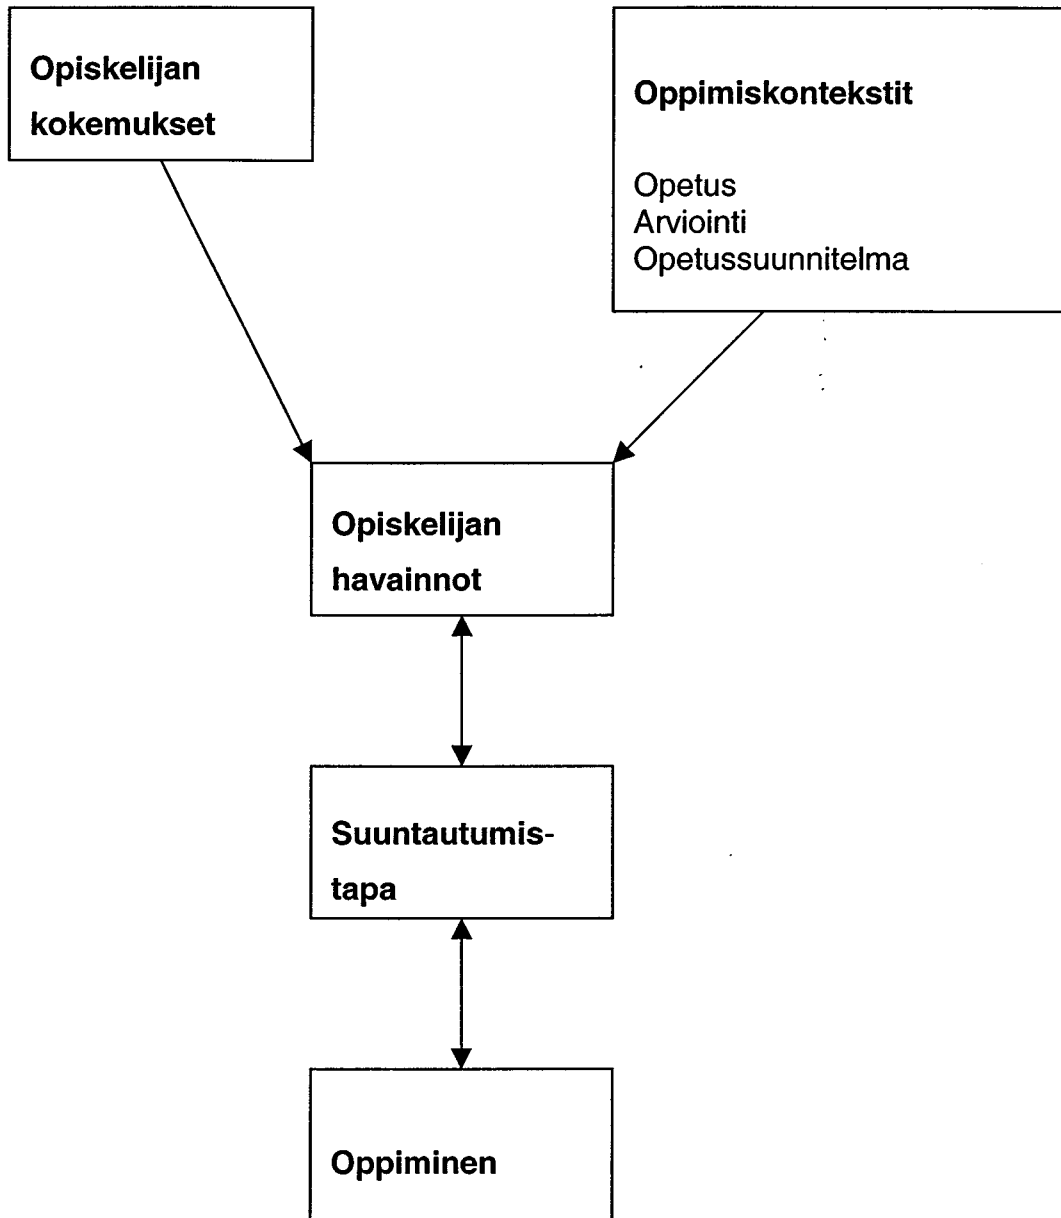 Opiskelijan
kokemukset
Oppimiskontekstit
Opetus
Arviointi
Opetussuunnitelma
Opiskelijan
havainnot
Suuntautumis-
tapa
Oppiminen